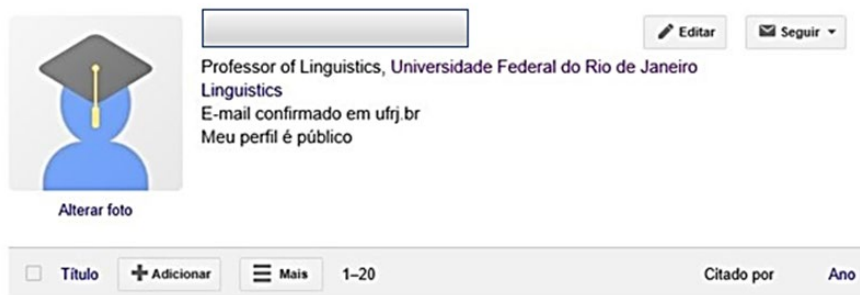 Editar Seguir
Professor of Linguistics, Universidade Federal do Rio de Janeiro
Linguistics
E-mail confirmado em ufrj.br
Meu perfil é público
Alterar foto
Título Adicionar Mais 1–20 Citado por Ano